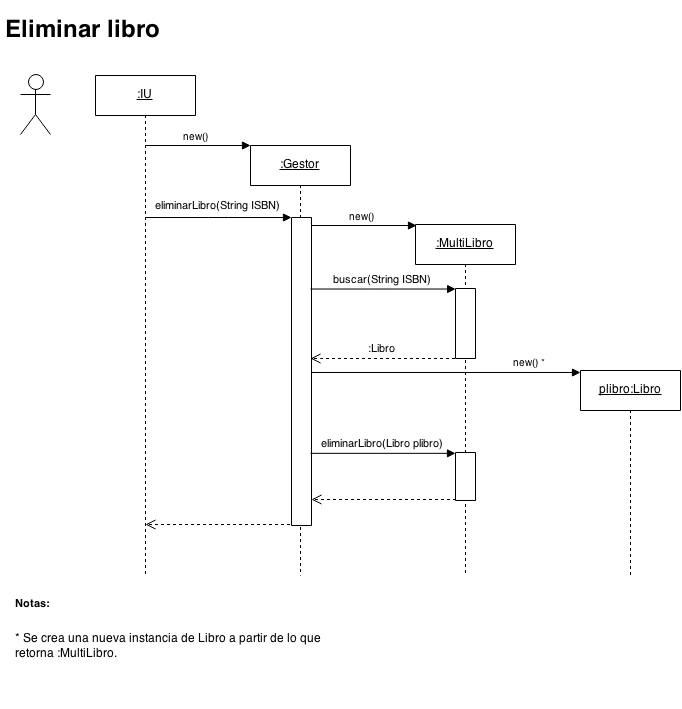 Eliminar libro
:IU
new()
:Gestor
eliminarLibro(String ISBN)
new()
:MultiLibro
buscar(String ISBN)
:Libro
new() *
plibro:Libro
eliminarLibro(Libro plibro)
Notas:
* Se crea una nueva instancia de Libro a partir de lo que
retorna :MultiLibro.